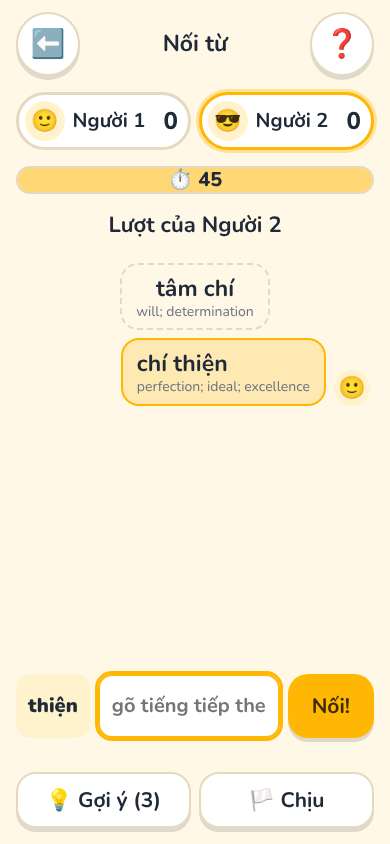 Nối từ
Người 1 0
Người 2 0
45
Lượt của Người 2
tâm chí
will; determination
chí thiện
perfection; ideal; excellence
thiện
gõ tiếng tiếp the
Nối!
Gợi ý (3)
Chịu